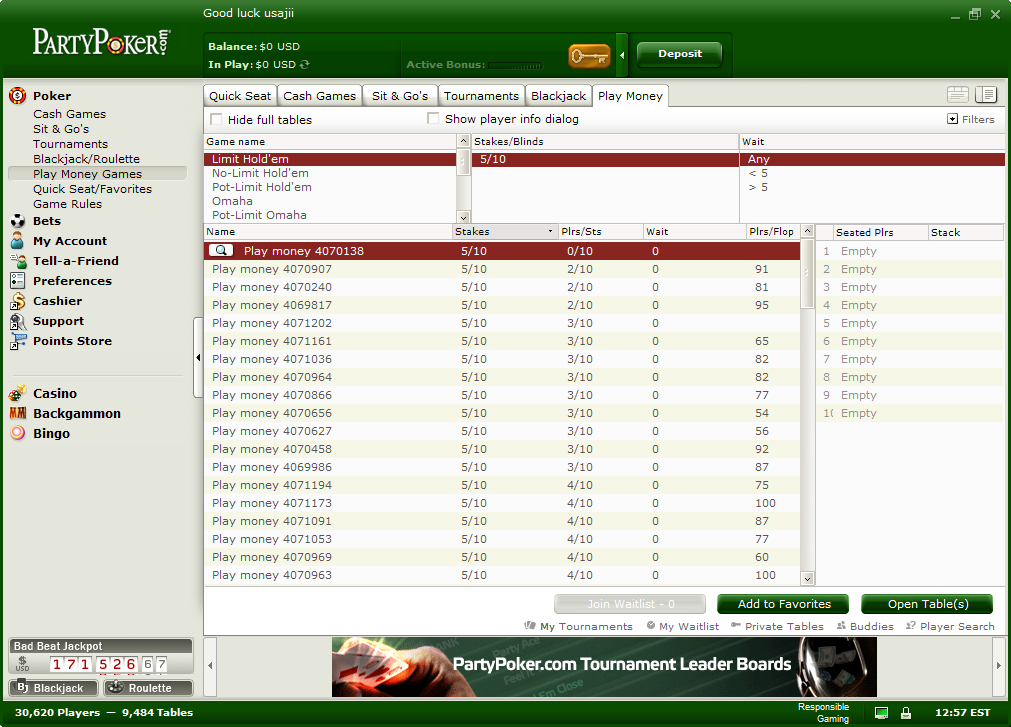 Good luck usajii
PARTYPOKER.com
Balance: $0 USD
In Play: $0 USD
Active Bonus:
Deposit
Poker
Cash Games
Sit & Go's
Tournaments
Blackjack/Roulette
Play Money Games
Quick Seat/Favorites
Game Rules
Bets
My Account
Tell-a-Friend
Preferences
Cashier
Support
Points Store
Casino
Backgammon
Bingo
Quick Seat Cash Games Sit & Go's Tournaments Blackjack Play Money
Hide full tables Show player info dialog Filters
Game name Stakes/Blinds Wait
Limit Hold'em 5/10 Any
No-Limit Hold'em < 5
Pot-Limit Hold'em > 5
Omaha
Pot-Limit Omaha
Name Stakes Plrs/Sts Wait Plrs/Flop Seated Plrs Stack
Play money 4070138 5/10 0/10 0 1 Empty
Play money 4070907 5/10 2/10 0 91 2 Empty
Play money 4070240 5/10 2/10 0 81 3 Empty
Play money 4069817 5/10 2/10 0 95 4 Empty
Play money 4071202 5/10 3/10 0 5 Empty
Play money 4071161 5/10 3/10 0 65 6 Empty
Play money 4071036 5/10 3/10 0 82 7 Empty
Play money 4070964 5/10 3/10 0 82 8 Empty
Play money 4070866 5/10 3/10 0 77 9 Empty
Play money 4070656 5/10 3/10 0 54 10 Empty
Play money 4070627 5/10 3/10 0 56
Play money 4070458 5/10 3/10 0 92
Play money 4069986 5/10 3/10 0 87
Play money 4071194 5/10 4/10 0 75
Play money 4071173 5/10 4/10 0 100
Play money 4071091 5/10 4/10 0 87
Play money 4071053 5/10 4/10 0 77
Play money 4070969 5/10 4/10 0 60
Play money 4070963 5/10 4/10 0 100
Join Waitlist - 0 Add to Favorites Open Table(s)
My Tournaments My Waitlist Private Tables Buddies Player Search
Bad Beat Jackpot
$ USD 171 526 67
Bj Blackjack Roulette
PartyPoker.com Tournament Leader Boards
30,620 Players — 9,484 Tables
Responsible
Gaming
12:57 EST